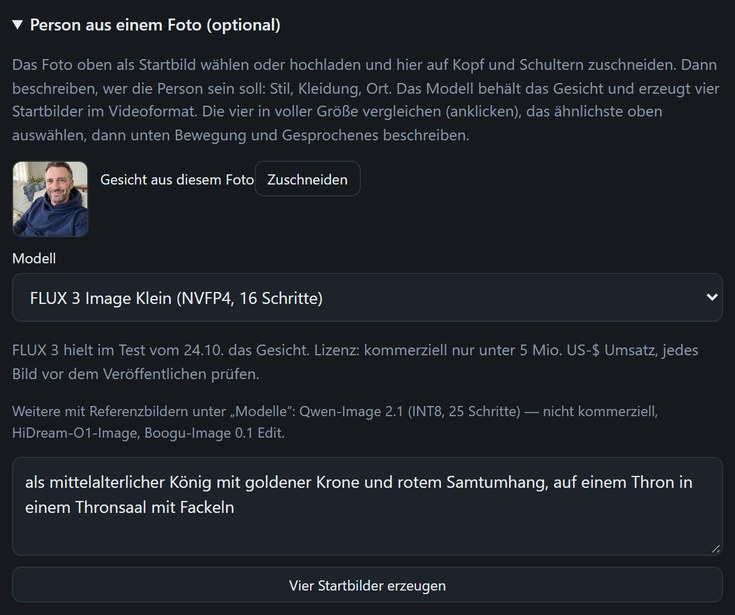 ▼ Person aus einem Foto (optional)
Das Foto oben als Startbild wählen oder hochladen und hier auf Kopf und Schultern zuschneiden. Dann
beschreiben, wer die Person sein soll: Stil, Kleidung, Ort. Das Modell behält das Gesicht und erzeugt vier
Startbilder im Videoformat. Die vier in voller Größe vergleichen (anklicken), das ähnlichste oben
auswählen, dann unten Bewegung und Gesprochenes beschreiben.
Gesicht aus diesem Foto Zuschneiden
Modell
FLUX 3 Image Klein (NVFP4, 16 Schritte)
FLUX 3 hielt im Test vom 24.10. das Gesicht. Lizenz: kommerziell nur unter 5 Mio. US-$ Umsatz, jedes
Bild vor dem Veröffentlichen prüfen.
Weitere mit Referenzbildern unter „Modelle“: Qwen-Image 2.1 (INT8, 25 Schritte) — nicht kommerziell,
HiDream-O1-Image, Boogu-Image 0.1 Edit.
als mittelalterlicher König mit goldener Krone und rotem Samtumhang, auf einem Thron in
einem Thronsaal mit Fackeln
Vier Startbilder erzeugen